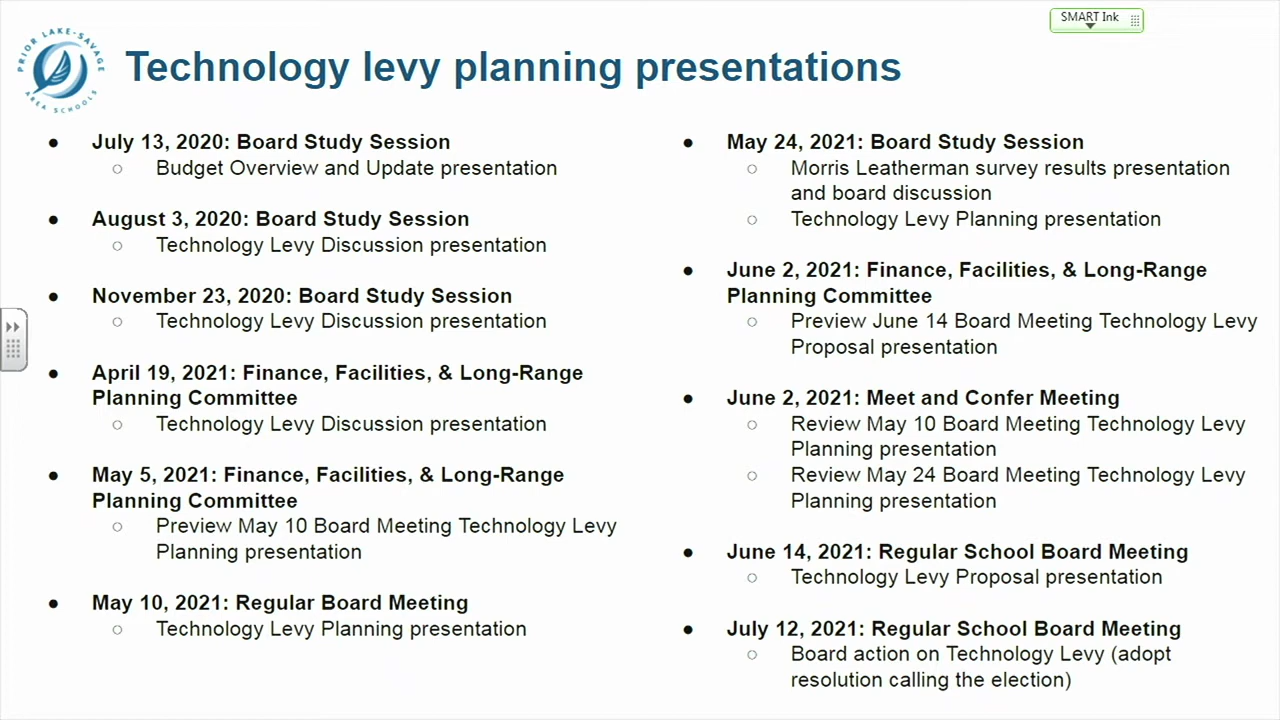 SMART Ink
PRIOR LAKE-SAVAGE
AREA SCHOOLS
Technology levy planning presentations
● July 13, 2020: Board Study Session
○ Budget Overview and Update presentation
● August 3, 2020: Board Study Session
○ Technology Levy Discussion presentation
● November 23, 2020: Board Study Session
○ Technology Levy Discussion presentation
● April 19, 2021: Finance, Facilities, & Long-Range
Planning Committee
○ Technology Levy Discussion presentation
● May 5, 2021: Finance, Facilities, & Long-Range
Planning Committee
○ Preview May 10 Board Meeting Technology Levy
Planning presentation
● May 10, 2021: Regular Board Meeting
○ Technology Levy Planning presentation
● May 24, 2021: Board Study Session
○ Morris Leatherman survey results presentation
and board discussion
○ Technology Levy Planning presentation
● June 2, 2021: Finance, Facilities, & Long-Range
Planning Committee
○ Preview June 14 Board Meeting Technology Levy
Proposal presentation
● June 2, 2021: Meet and Confer Meeting
○ Review May 10 Board Meeting Technology Levy
Planning presentation
○ Review May 24 Board Meeting Technology Levy
Planning presentation
● June 14, 2021: Regular School Board Meeting
○ Technology Levy Proposal presentation
● July 12, 2021: Regular School Board Meeting
○ Board action on Technology Levy (adopt
resolution calling the election)